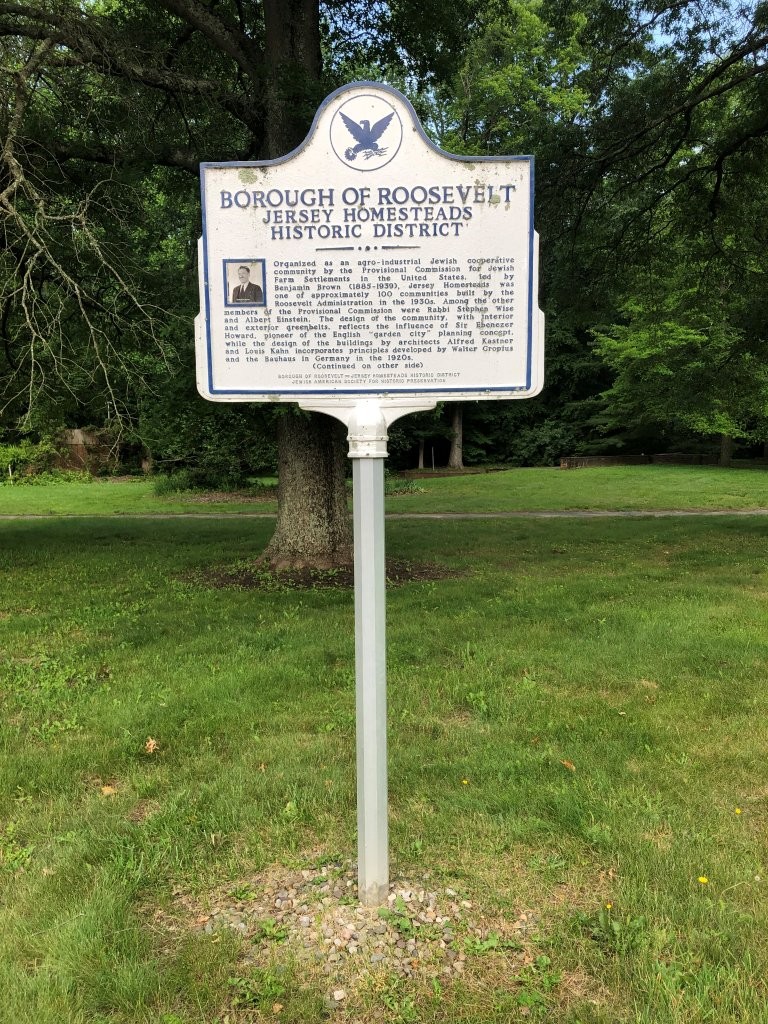 BOROUGH OF ROOSEVELT
JERSEY HOMESTEADS
HISTORIC DISTRICT
Organized as an agro-industrial Jewish cooperative
community by the Provisional Commission for Jewish
Farm Settlements in the United States, led by
Benjamin Brown (1885-1939), Jersey Homesteads was
one of approximately 100 communities built by the
Roosevelt Administration in the 1930s. Among the other
members of the Provisional Commission were Rabbi Stephen Wise
and Albert Einstein. The design of the community, with interior
and exterior greenbelts, reflects the influence of Sir Ebenezer
Howard, pioneer of the English "garden city" planning concept,
while the design of the buildings by architects Alfred Kastner
and Louis Kahn incorporates principles developed by Walter Gropius
and the Bauhaus in Germany in the 1920s.
(Continued on other side)
BOROUGH OF ROOSEVELT — JERSEY HOMESTEADS HISTORIC DISTRICT
JEWISH AMERICAN SOCIETY FOR HISTORIC PRESERVATION